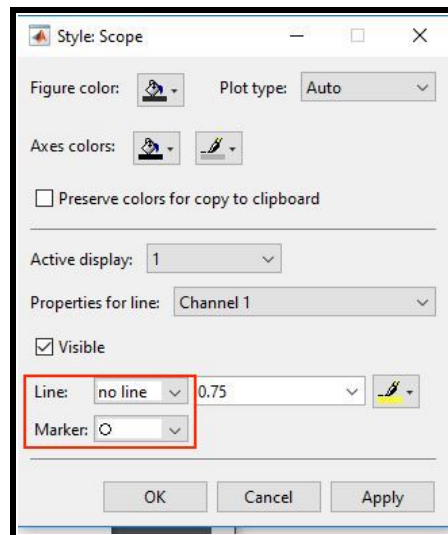 Style: Scope
Figure color:
Plot type: Auto
Axes colors:
Preserve colors for copy to clipboard
Active display: 1
Properties for line: Channel 1
Visible
Line: no line 0.75
Marker:
OK Cancel Apply